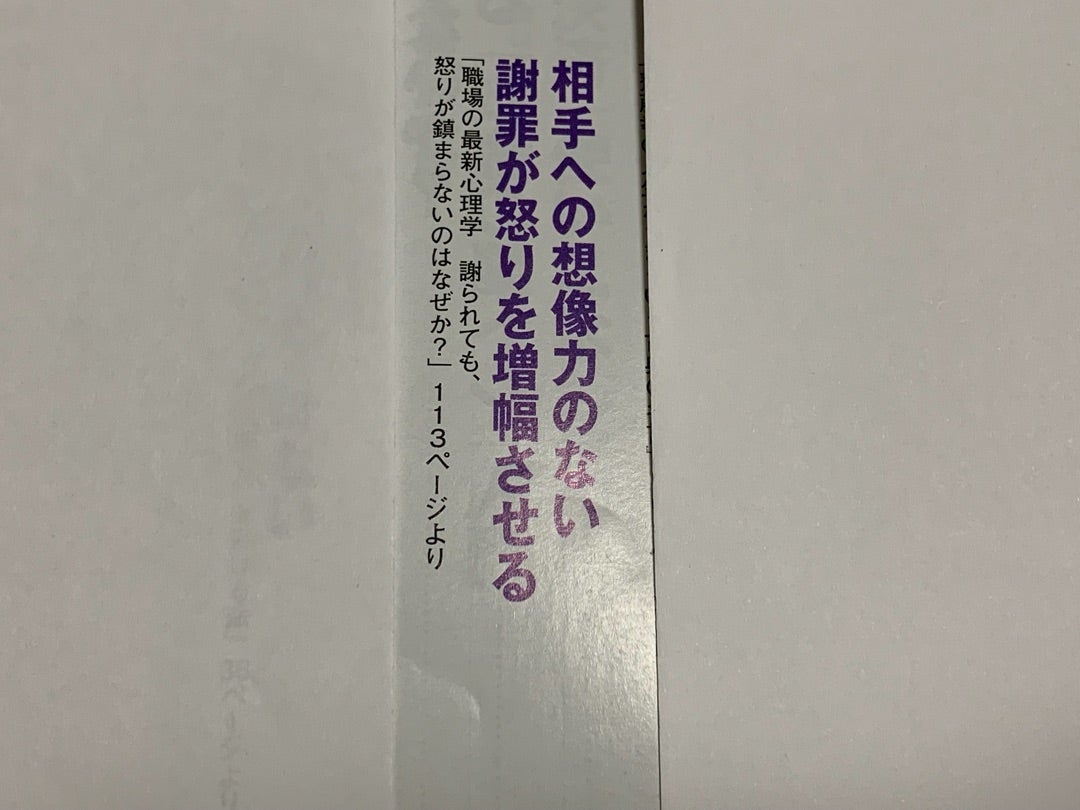 相手への想像力のない
謝罪が怒りを増幅させる
「職場の最新心理学　謝られても、
怒りが鎮まらないのはなぜか?」 113ページより